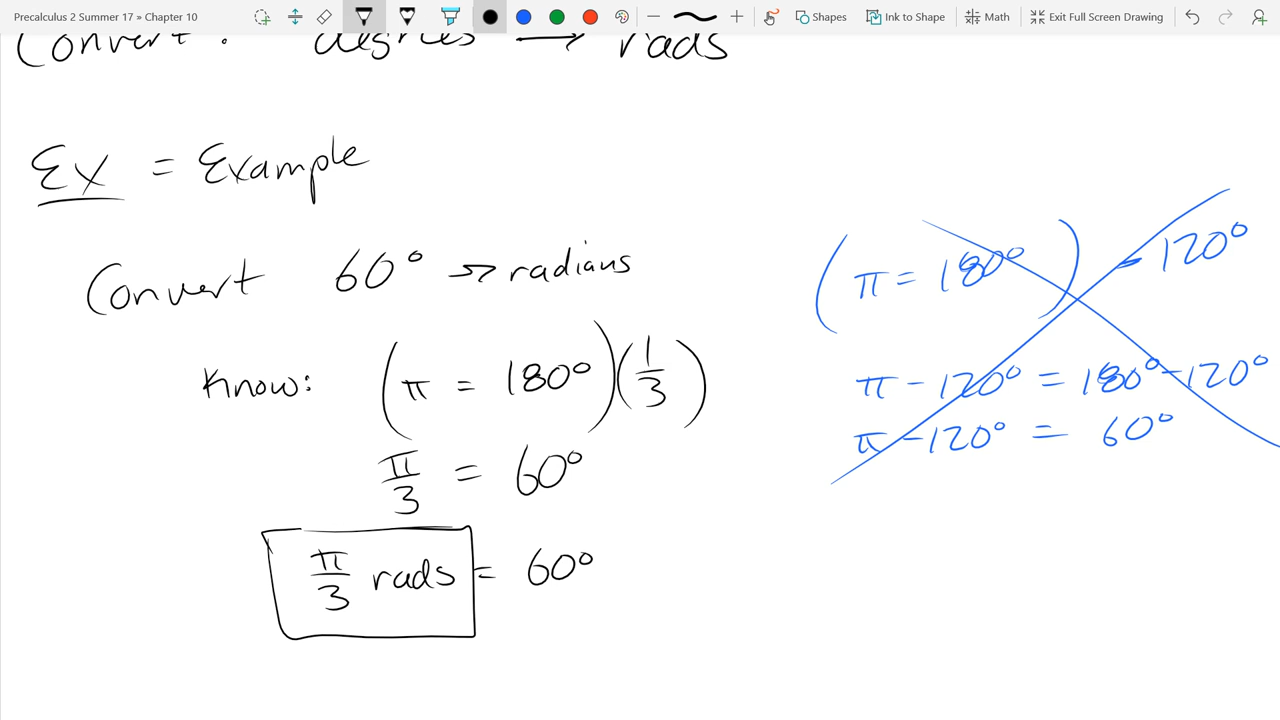 Precalculus 2 Summer 17 » Chapter 10
Shapes
Ink to Shape
Math
Exit Full Screen Drawing
Convert: degrees → rads
Ex = Example
Convert 60° → radians
Know: (π = 180°)(1/3)
π/3 = 60°
π/3 rads = 60°
(π = 180°) - 120°
π - 120° = 180° - 120°
π - 120° = 60°